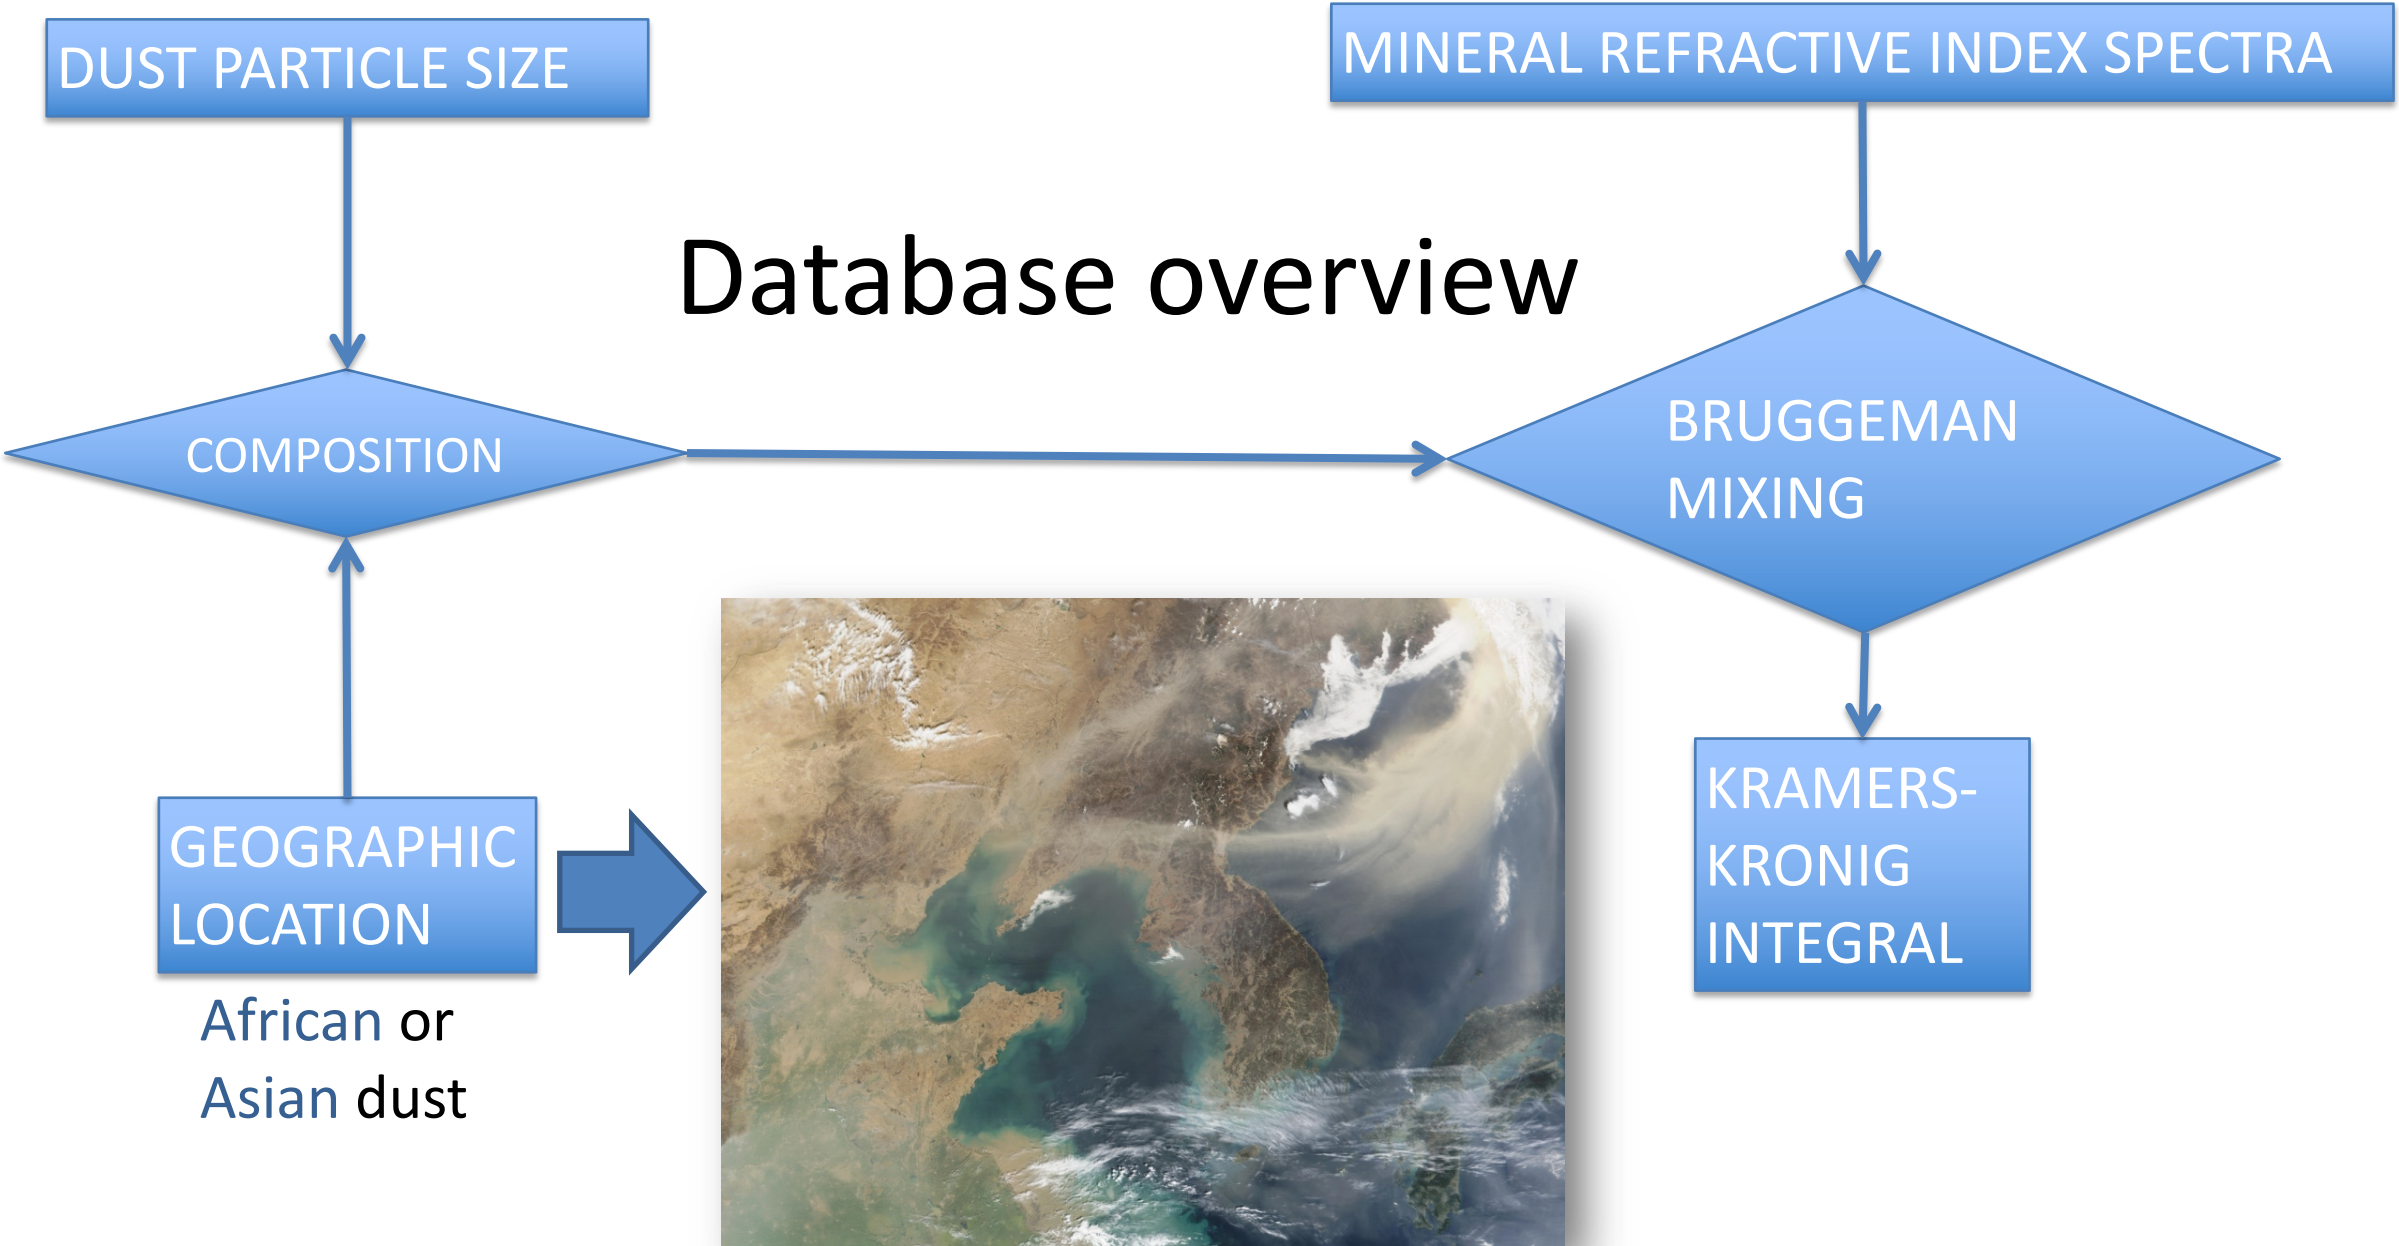 DUST PARTICLE SIZE
MINERAL REFRACTIVE INDEX SPECTRA
Database overview
COMPOSITION
BRUGGEMAN
MIXING
GEOGRAPHIC
LOCATION
African or
Asian dust
KRAMERS-
KRONIG
INTEGRAL